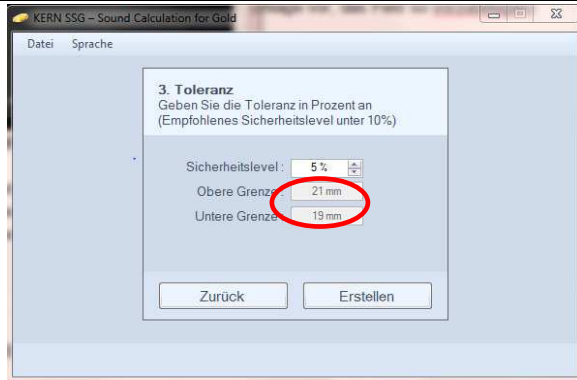 KERN SSG – Sound Calculation for Gold
Datei Sprache
3. Toleranz
Geben Sie die Toleranz in Prozent an
(Empfohlenes Sicherheitslevel unter 10%)
Sicherheitslevel : 5 %
Obere Grenze : 21 mm
Untere Grenze : 19 mm
Zurück Erstellen